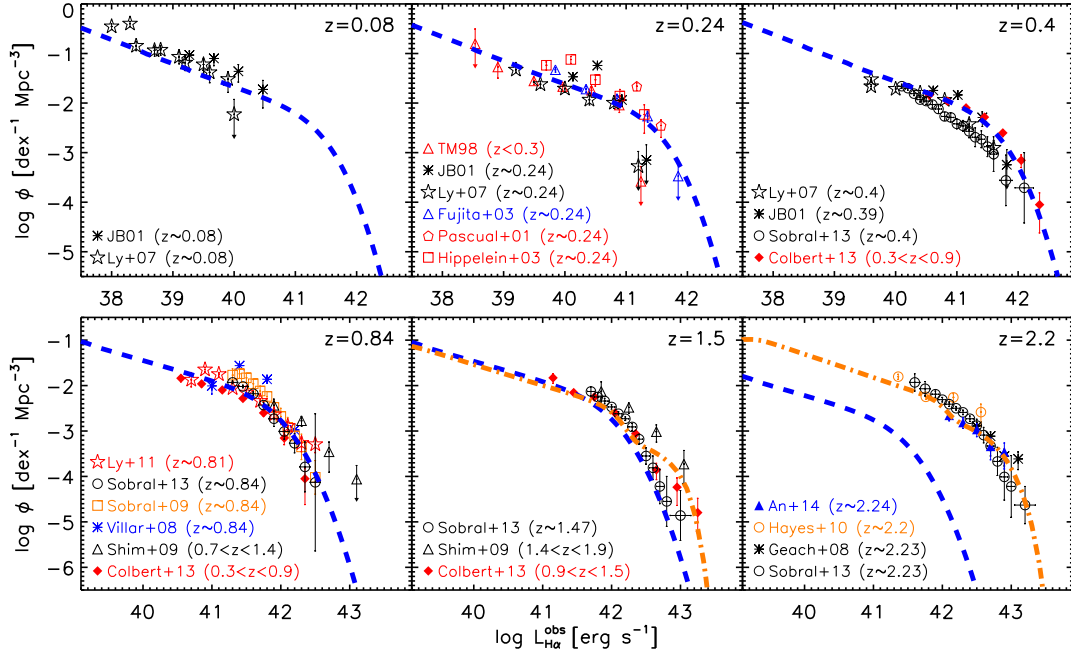 z=0.08
z=0.24
z=0.4
0
−1
−2
−3
−4
−5
log ϕ [dex⁻¹ Mpc⁻³]
JB01 (z~0.08)
Ly+07 (z~0.08)
TM98 (z<0.3)
JB01 (z~0.24)
Ly+07 (z~0.24)
Fujita+03 (z~0.24)
Pascual+01 (z~0.24)
Hippelein+03 (z~0.24)
Ly+07 (z~0.4)
JB01 (z~0.39)
Sobral+13 (z~0.4)
Colbert+13 (0.3<z<0.9)
38 39 40 41 42
38 39 40 41 42
38 39 40 41 42
z=0.84
z=1.5
z=2.2
−1
−2
−3
−4
−5
−6
log ϕ [dex⁻¹ Mpc⁻³]
Ly+11 (z~0.81)
Sobral+13 (z~0.84)
Sobral+09 (z~0.84)
Villar+08 (z~0.84)
Shim+09 (0.7<z<1.4)
Colbert+13 (0.3<z<0.9)
Sobral+13 (z~1.47)
Shim+09 (1.4<z<1.9)
Colbert+13 (0.9<z<1.5)
An+14 (z~2.24)
Hayes+10 (z~2.2)
Geach+08 (z~2.23)
Sobral+13 (z~2.23)
40 41 42 43
40 41 42 43
40 41 42 43
log L_Hα^obs [erg s⁻¹]